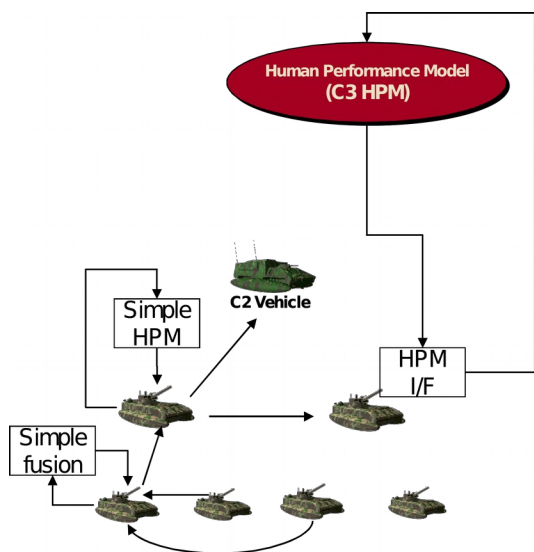 Human Performance Model
(C3 HPM)
C2 Vehicle
Simple
HPM
HPM
I/F
Simple
fusion